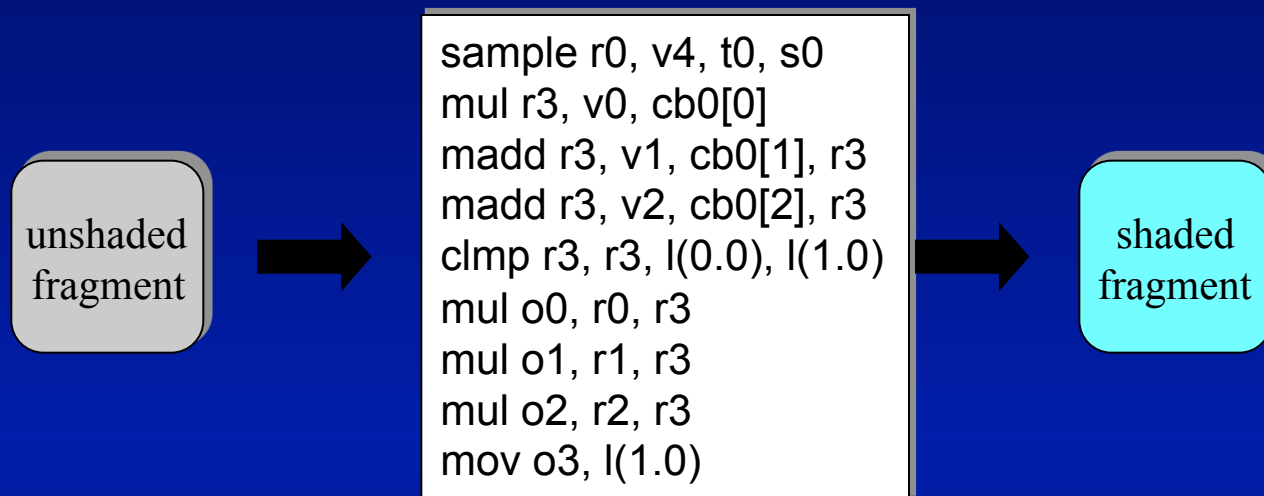 unshaded
fragment
sample r0, v4, t0, s0
mul r3, v0, cb0[0]
madd r3, v1, cb0[1], r3
madd r3, v2, cb0[2], r3
clmp r3, r3, l(0.0), l(1.0)
mul o0, r0, r3
mul o1, r1, r3
mul o2, r2, r3
mov o3, l(1.0)
shaded
fragment